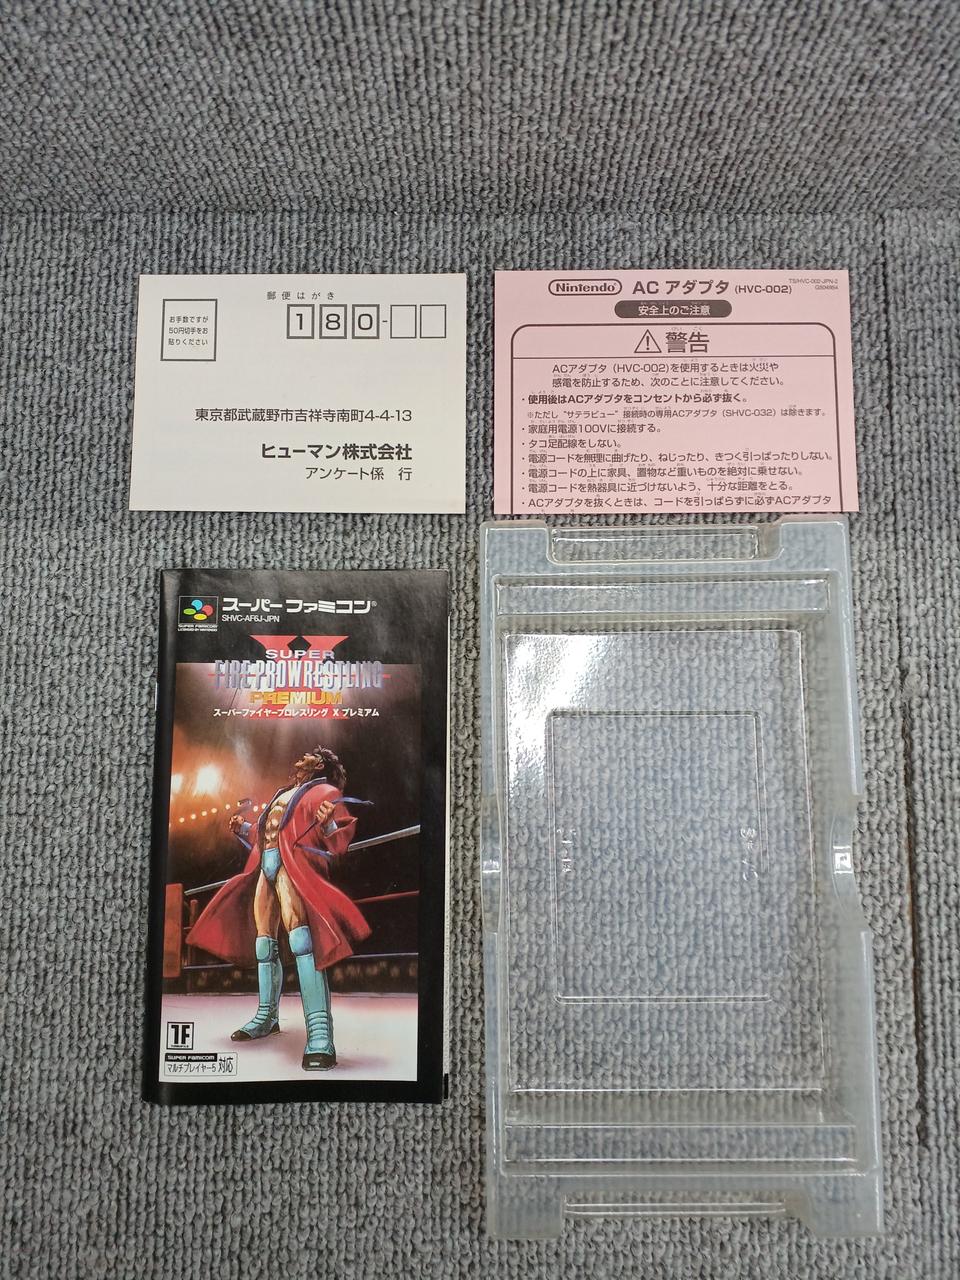 郵便はがき
お手数ですが
50円切手をお
貼りください
180-
東京都武蔵野市吉祥寺南町4-4-13
ヒューマン株式会社
アンケート係 行
Nintendo ACアダプタ (HVC-002)
TS/HVC-002-JPN-2
安全上のご注意
警告
ACアダプタ (HVC-002)を使用するときは火災や
感電を防止するため、次のことに注意してください。
・使用後はACアダプタをコンセントから必ず抜く。
※ただし"サテラビュー"接続時の専用ACアダプタ (SHVC-032) は除きます。
・家庭用電源100Vに接続する。
・タコ足配線をしない。
・電源コードを無理に曲げたり、ねじったり、きつく引っぱったりしない。
・電源コードの上に家具、置物など重いものを絶対に乗せない。
・電源コードを熱器具に近づけないよう、十分な距離をとる。
・ACアダプタを抜くときは、コードを引っぱらずに必ずACアダプタ
スーパーファミコン®
SHVC-AF6J-JPN
SUPER FAMICOM
LICENSED BY NINTENDO
X
SUPER
FIRE PROWRESTLING
PREMIUM
スーパーファイヤープロレスリング X プレミアム
1F
SUPER FAMICOM
マルチプレイヤー5 対応